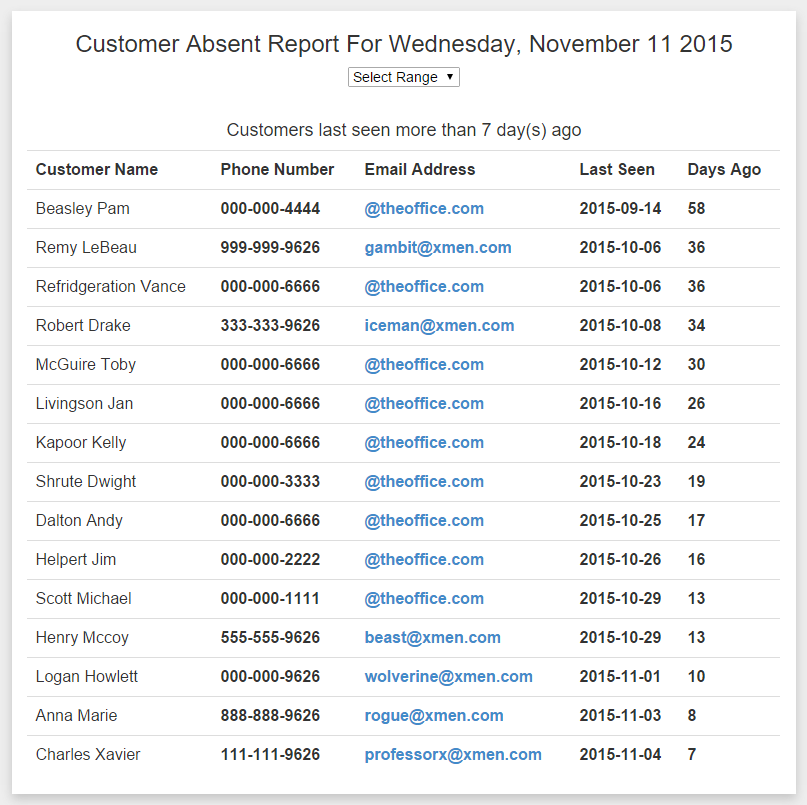 Customer Absent Report For Wednesday, November 11 2015
Select Range
Customers last seen more than 7 day(s) ago
Customer Name Phone Number Email Address Last Seen Days Ago
Beasley Pam 000-000-4444 @theoffice.com 2015-09-14 58
Remy LeBeau 999-999-9626 gambit@xmen.com 2015-10-06 36
Refridgeration Vance 000-000-6666 @theoffice.com 2015-10-06 36
Robert Drake 333-333-9626 iceman@xmen.com 2015-10-08 34
McGuire Toby 000-000-6666 @theoffice.com 2015-10-12 30
Livingson Jan 000-000-6666 @theoffice.com 2015-10-16 26
Kapoor Kelly 000-000-6666 @theoffice.com 2015-10-18 24
Shrute Dwight 000-000-3333 @theoffice.com 2015-10-23 19
Dalton Andy 000-000-6666 @theoffice.com 2015-10-25 17
Helpert Jim 000-000-2222 @theoffice.com 2015-10-26 16
Scott Michael 000-000-1111 @theoffice.com 2015-10-29 13
Henry Mccoy 555-555-9626 beast@xmen.com 2015-10-29 13
Logan Howlett 000-000-9626 wolverine@xmen.com 2015-11-01 10
Anna Marie 888-888-9626 rogue@xmen.com 2015-11-03 8
Charles Xavier 111-111-9626 professorx@xmen.com 2015-11-04 7